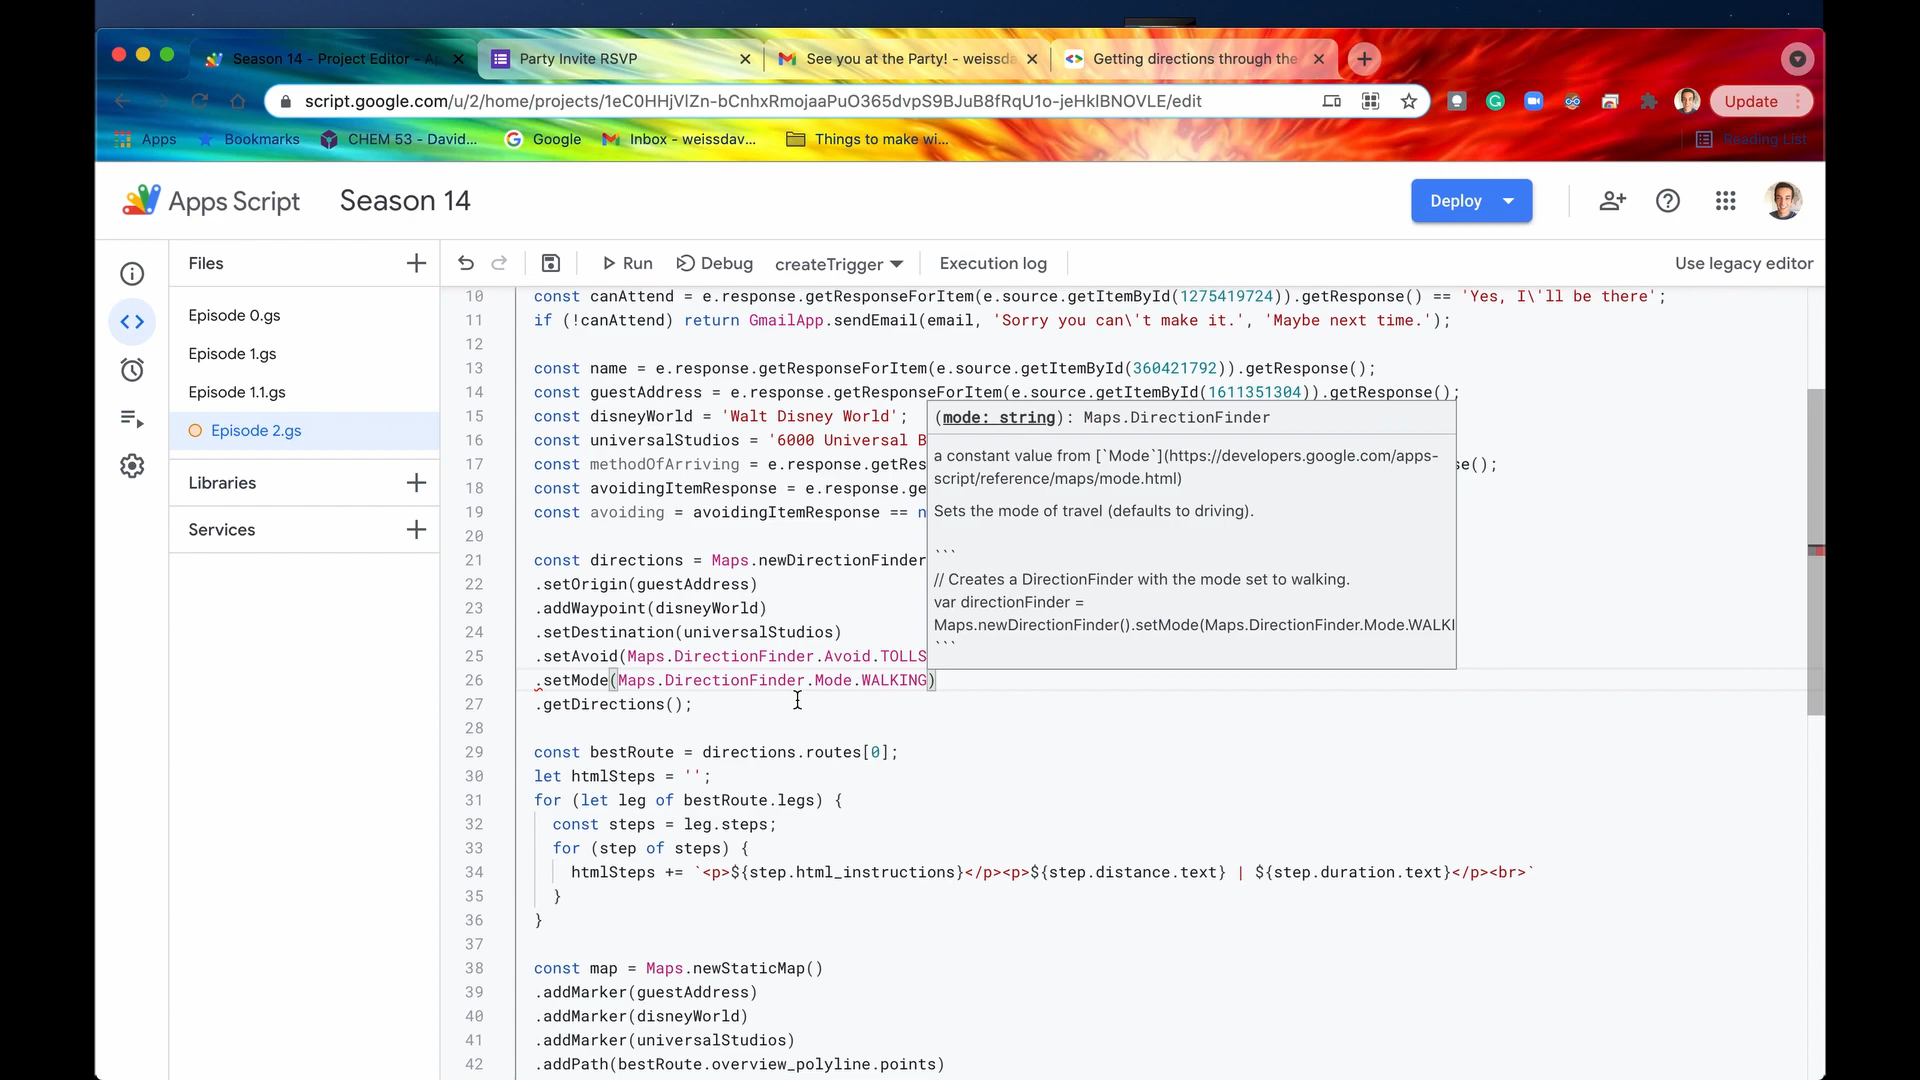 Season 14 - Project Editor - Ap
Party Invite RSVP
See you at the Party! - weissda
Getting directions through the
script.google.com/u/2/home/projects/1eC0HHjVlZn-bCnhxRmojaaPuO365dvpS9BJuB8fRqU1o-jeHklBNOVLE/edit
Update
Apps
Bookmarks
CHEM 53 - David...
Google
Inbox - weissdav...
Things to make wi...
Reading List
Apps Script
Season 14
Deploy
Files
Run
Debug
createTrigger
Execution log
Use legacy editor
Episode 0.gs
Episode 1.gs
Episode 1.1.gs
Episode 2.gs
Libraries
Services
10 const canAttend = e.response.getResponseForItem(e.source.getItemById(1275419724)).getResponse() == 'Yes, I\'ll be there';
11 if (!canAttend) return GmailApp.sendEmail(email, 'Sorry you can\'t make it.', 'Maybe next time.');
12
13 const name = e.response.getResponseForItem(e.source.getItemById(360421792)).getResponse();
14 const guestAddress = e.response.getResponseForItem(e.source.getItemById(1611351304)).getResponse();
15 const disneyWorld = 'Walt Disney World';
16 const universalStudios = '6000 Universal B
17 const methodOfArriving = e.response.getRes se();
18 const avoidingItemResponse = e.response.ge
19 const avoiding = avoidingItemResponse == n
20
21 const directions = Maps.newDirectionFinder
22 .setOrigin(guestAddress)
23 .addWaypoint(disneyWorld)
24 .setDestination(universalStudios)
25 .setAvoid(Maps.DirectionFinder.Avoid.TOLLS
26 .setMode(Maps.DirectionFinder.Mode.WALKING)
27 .getDirections();
28
29 const bestRoute = directions.routes[0];
30 let htmlSteps = '';
31 for (let leg of bestRoute.legs) {
32 const steps = leg.steps;
33 for (step of steps) {
34 htmlSteps += `<p>${step.html_instructions}</p><p>${step.distance.text} | ${step.duration.text}</p><br>`
35 }
36 }
37
38 const map = Maps.newStaticMap()
39 .addMarker(guestAddress)
40 .addMarker(disneyWorld)
41 .addMarker(universalStudios)
42 .addPath(bestRoute.overview_polyline.points)
(mode: string): Maps.DirectionFinder
a constant value from [`Mode`](https://developers.google.com/apps-
script/reference/maps/mode.html)
Sets the mode of travel (defaults to driving).
```
// Creates a DirectionFinder with the mode set to walking.
var directionFinder =
Maps.newDirectionFinder().setMode(Maps.DirectionFinder.Mode.WALKI
```